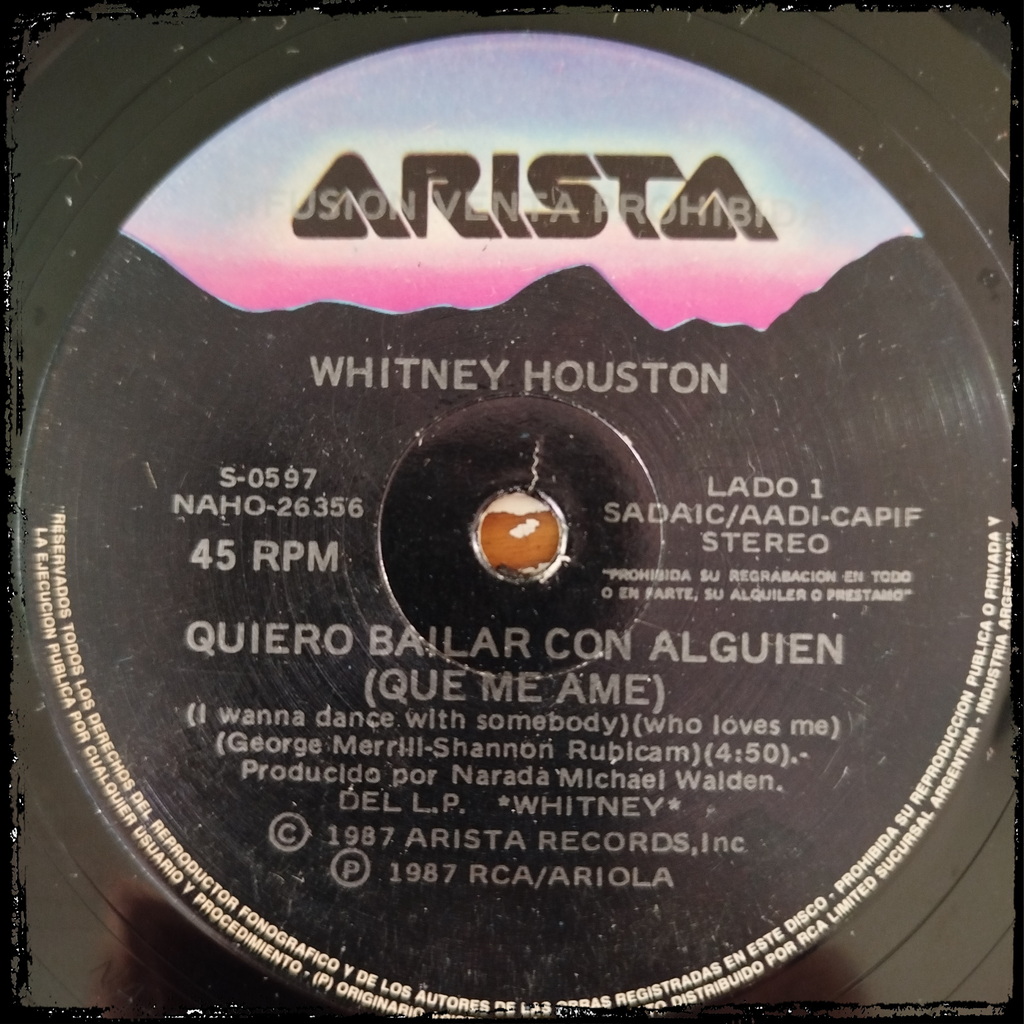 ARISTA
FUSION VENTA PROHIBID
WHITNEY HOUSTON
S-0597
NAHO-26356
45 RPM
LADO 1
SADAIC/AADI-CAPIF
STEREO
"PROHIBIDA SU REGRABACION EN TODO
O EN PARTE, SU ALQUILER O PRESTAMO"
QUIERO BAILAR CON ALGUIEN
(QUE ME AME)
(I wanna dance with somebody)(who loves me)
(George Merrill-Shannon Rubicam)(4:50).-
Producido por Narada Michael Walden.
DEL L.P. *WHITNEY*
© 1987 ARISTA RECORDS,Inc
℗ 1987 RCA/ARIOLA
"RESERVADOS TODOS LOS DERECHOS DEL REPRODUCTOR FONOGRAFICO Y DE LOS AUTORES DE LAS OBRAS REGISTRADAS EN ESTE DISCO - PROHIBIDA SU REPRODUCCION PUBLICA O PRIVADA Y
LA EJECUCION PUBLICA POR CUALQUIER USUARIO Y PROCEDIMIENTO - (P) DISTRIBUIDO POR RCA LIMITED SUCURSAL ARGENTINA - INDUSTRIA ARGENTINA"